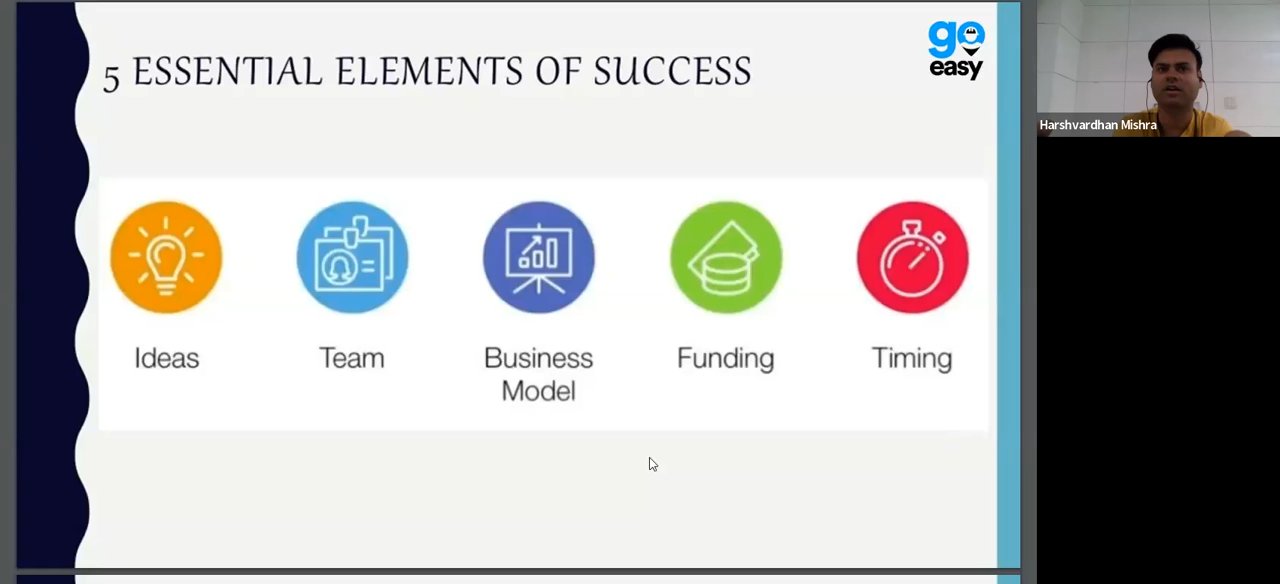 5 ESSENTIAL ELEMENTS OF SUCCESS
go
easy
Harshvardhan Mishra
Ideas
Team
Business
Model
Funding
Timing